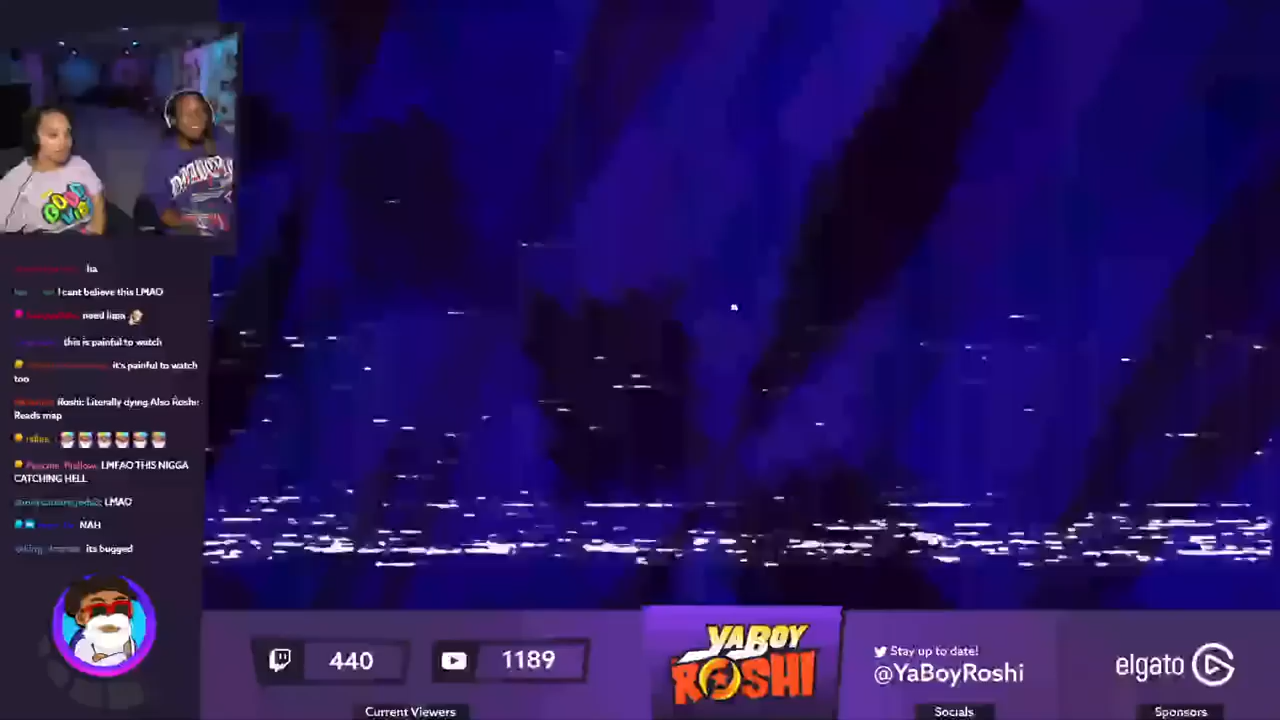 GOOD
ha
I cant believe this LMAO
need lima
this is painful to watch
it's painful to watch
too
Roshi: Literally dying Also Roshi:
Reads map
LMFAO THIS NIGGA
CATCHING HELL
LMAO
NAH
its bugged
440
1189
Current Viewers
YABOY
ROSHI
Stay up to date!
@YaBoyRoshi
Socials
elgato
Sponsors